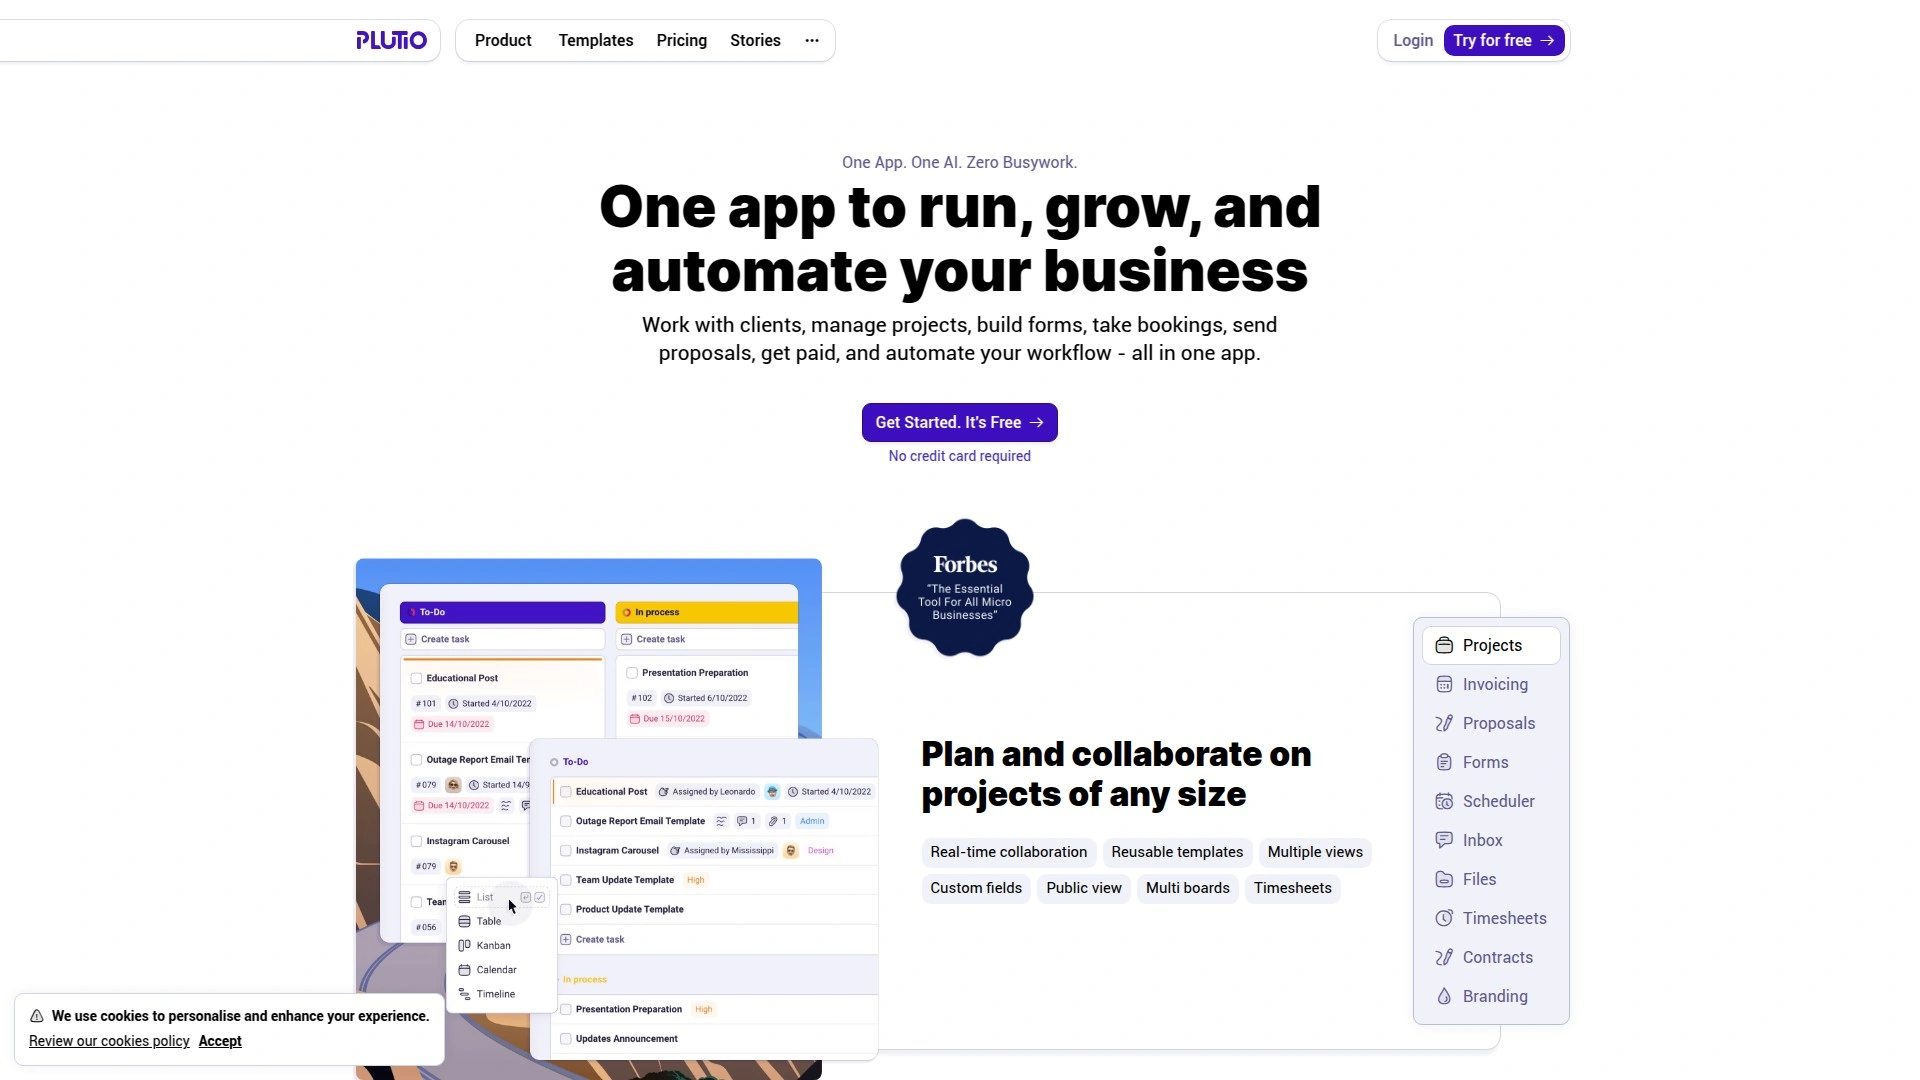 PLUTIO
Product
Templates
Pricing
Stories
Login
Try for free
One App. One AI. Zero Busywork.
One app to run, grow, and
automate your business
Work with clients, manage projects, build forms, take bookings, send
proposals, get paid, and automate your workflow - all in one app.
Get Started. It's Free
No credit card required
Forbes
"The Essential
Tool For All Micro
Businesses"
To-Do
In process
Create task
Create task
Educational Post
#101
Started 4/10/2022
Due 14/10/2022
Presentation Preparation
#102
Started 6/10/2022
Due 15/10/2022
Outage Report Email Tem
#079
Started 14/9
Due 14/10/2022
Instagram Carousel
#079
Team
#056
List
Table
Kanban
Calendar
Timeline
To-Do
Educational Post
Assigned by Leonardo
Started 4/10/2022
Outage Report Email Template
1
1
Admin
Instagram Carousel
Assigned by Mississippi
Design
Team Update Template
High
Product Update Template
Create task
In process
Presentation Preparation
High
Updates Announcement
Plan and collaborate on
projects of any size
Real-time collaboration
Reusable templates
Multiple views
Custom fields
Public view
Multi boards
Timesheets
Projects
Invoicing
Proposals
Forms
Scheduler
Inbox
Files
Timesheets
Contracts
Branding
We use cookies to personalise and enhance your experience.
Review our cookies policy
Accept